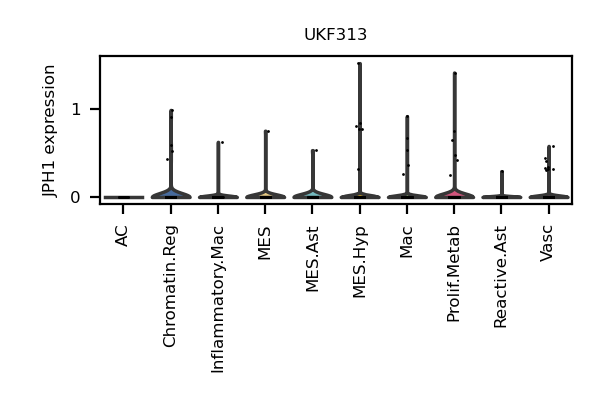 UKF313
JPH1 expression
1
0
AC
Chromatin.Reg
Inflammatory.Mac
MES
MES.Ast
MES.Hyp
Mac
Prolif.Metab
Reactive.Ast
Vasc